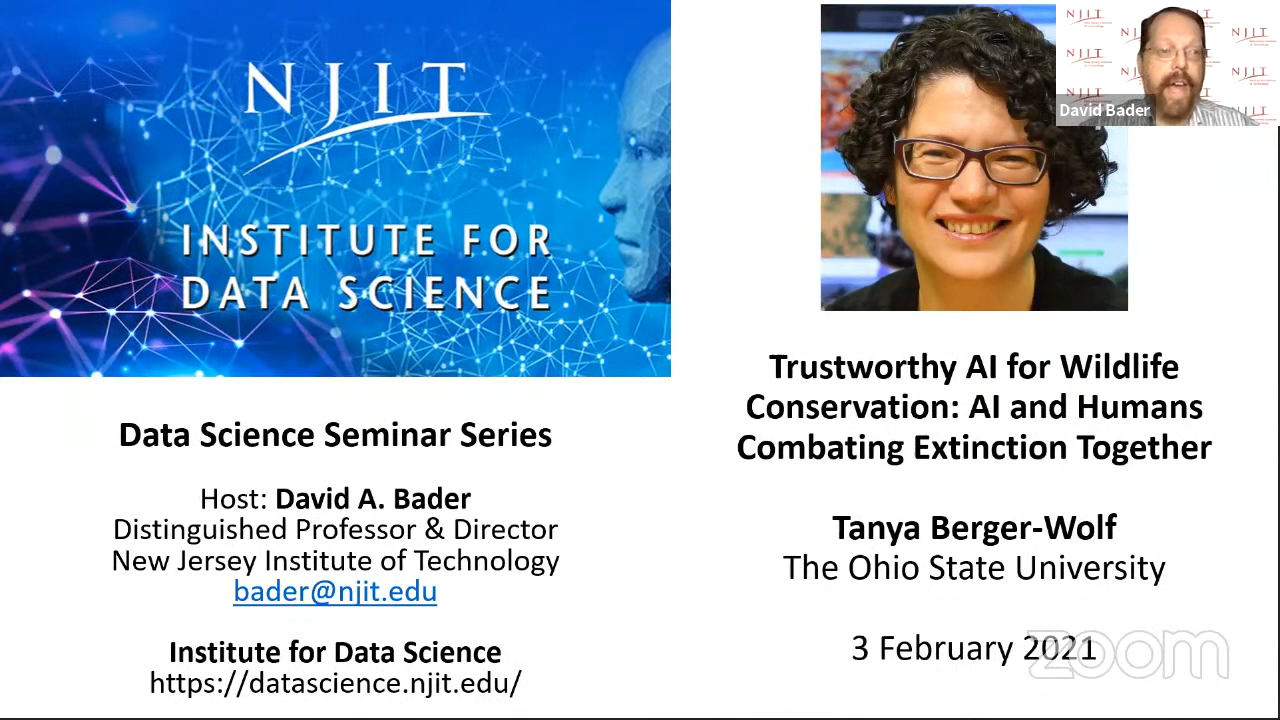 NJIT
INSTITUTE FOR
DATA SCIENCE
Data Science Seminar Series
Host: David A. Bader
Distinguished Professor & Director
New Jersey Institute of Technology
bader@njit.edu
Institute for Data Science
https://datascience.njit.edu/
David Bader
Trustworthy AI for Wildlife
Conservation: AI and Humans
Combating Extinction Together
Tanya Berger-Wolf
The Ohio State University
3 February 2021
zoom